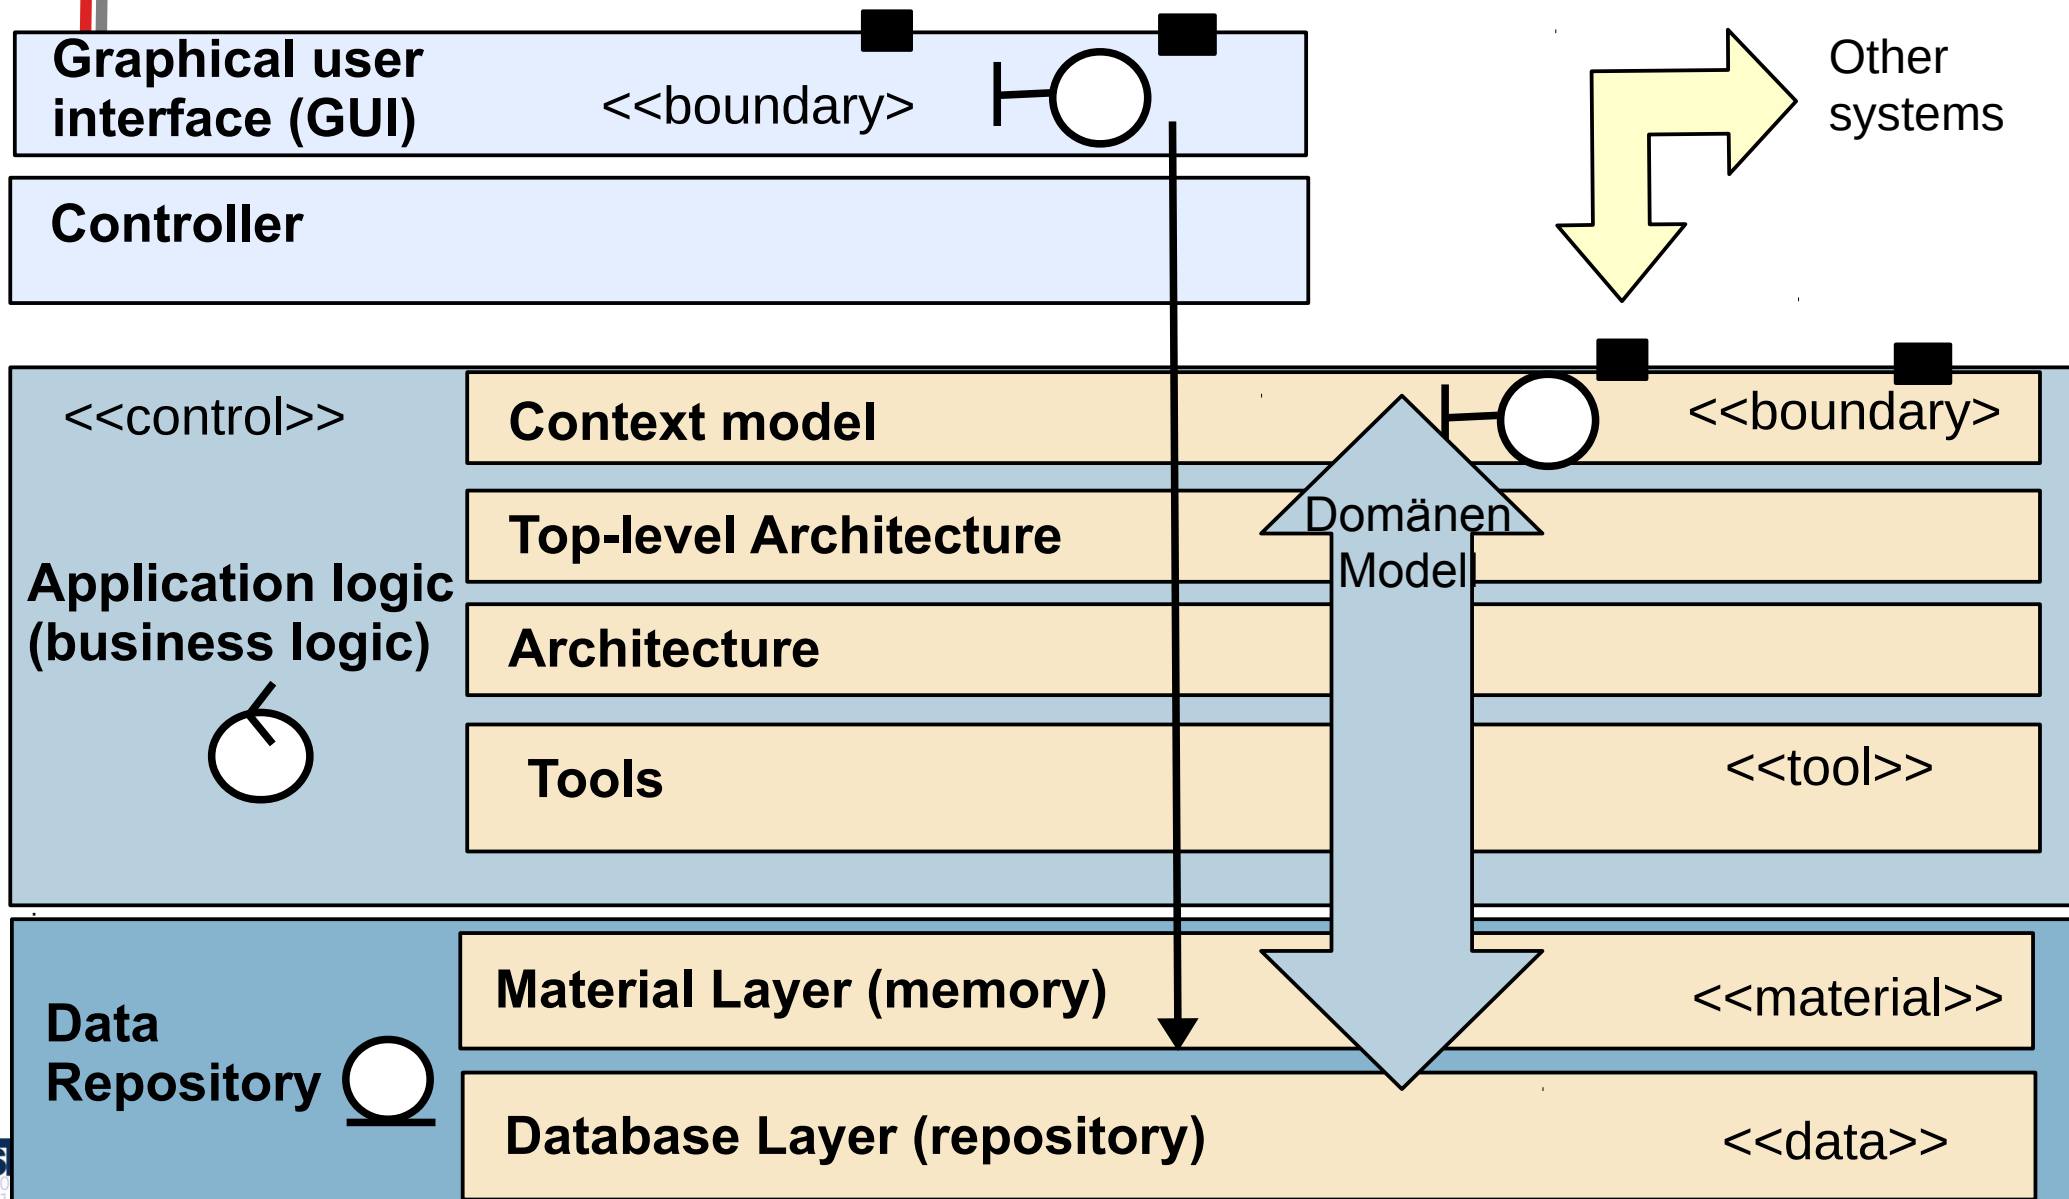 Graphical user
interface (GUI)
<<boundary>
Other
systems
Controller
<<control>>
Context model
<<boundary>
Top-level Architecture
Domänen
Modell
Application logic
(business logic)
Architecture
Tools
<<tool>>
Material Layer (memory)
<<material>>
Data
Repository
Database Layer (repository)
<<data>>